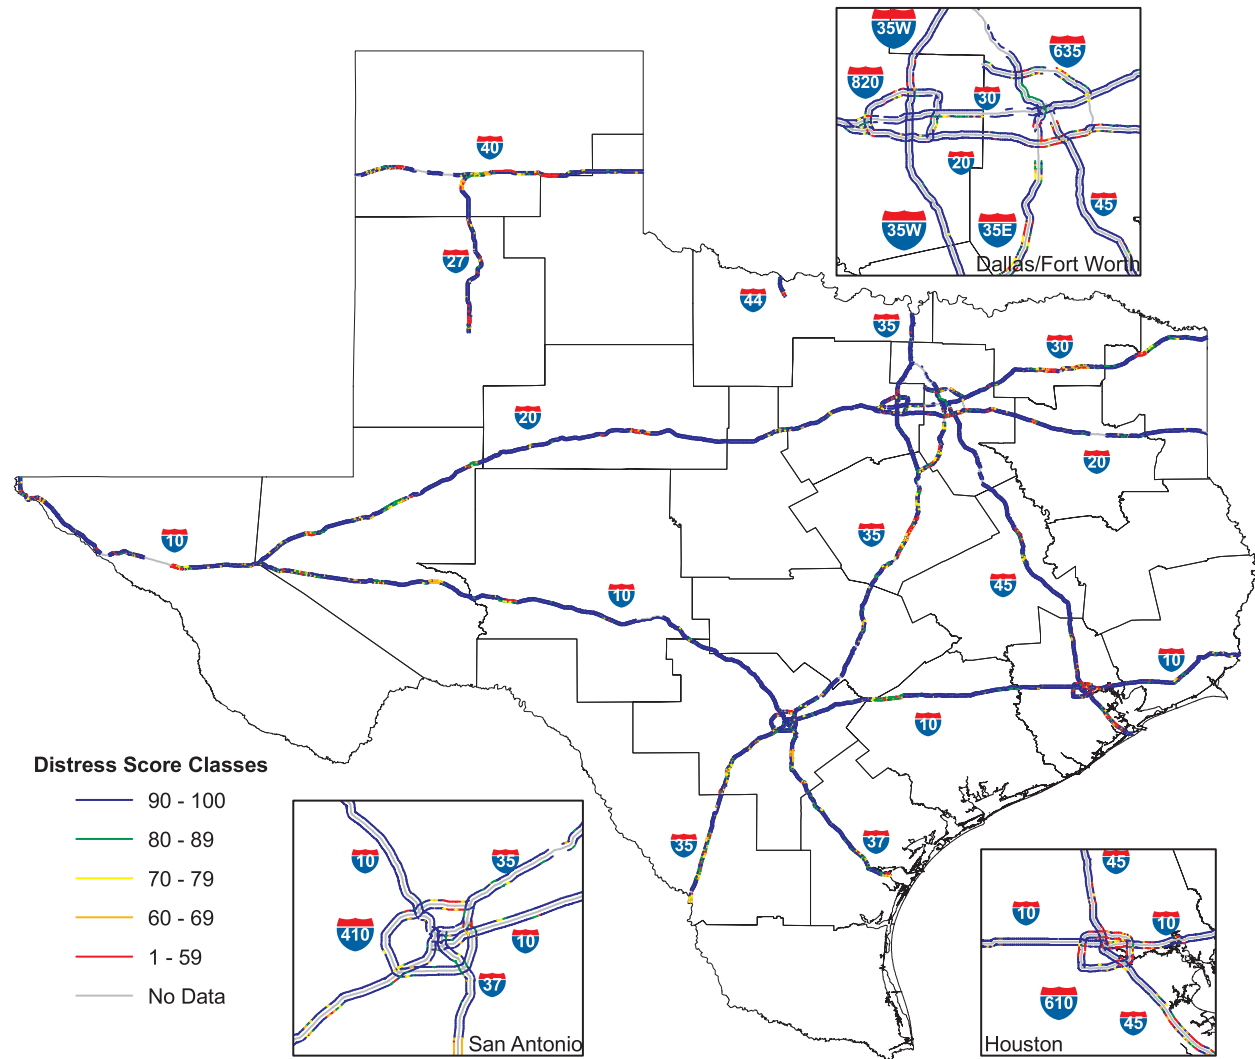 35W
635
820
30
20
35W
35E
45
Dallas/Fort Worth
40
27
44
35
30
20
20
10
35
10
45
10
10
35
37
Distress Score Classes
90 - 100
80 - 89
70 - 79
60 - 69
1 - 59
No Data
10
35
410
10
37
San Antonio
45
10
10
610
45
Houston